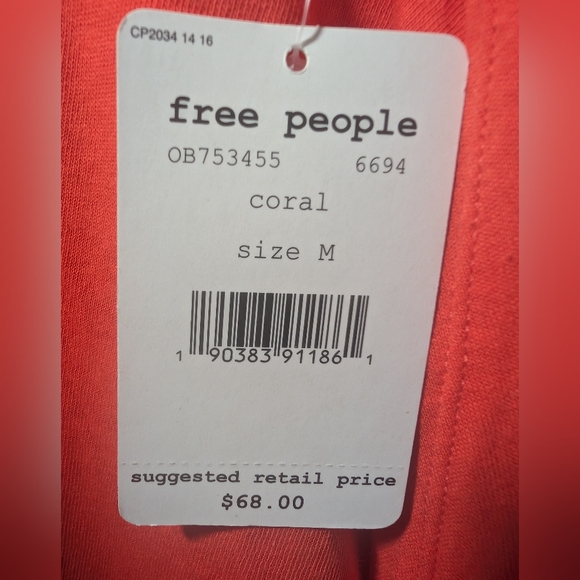 CP2034 14 16
free people
OB753455 6694
coral
size M
1 90383 91186 1
suggested retail price
$68.00